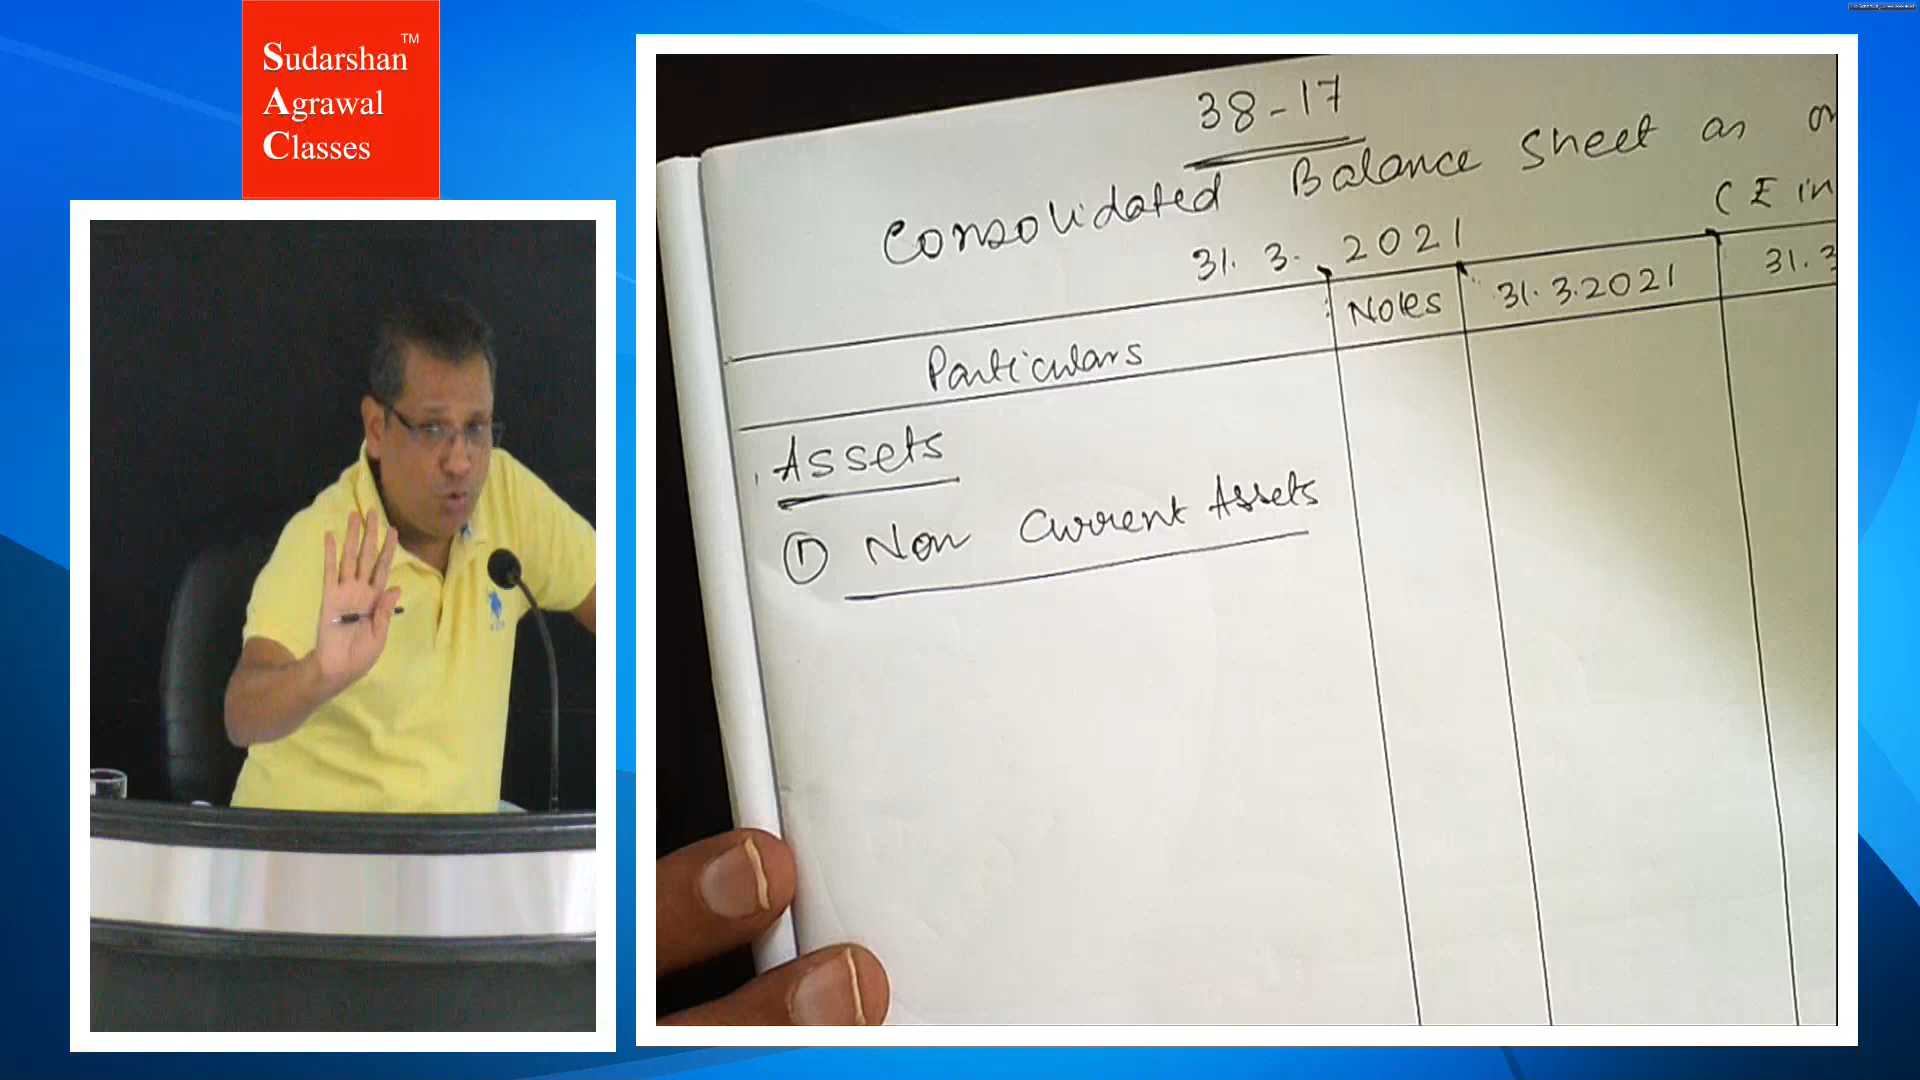 Sudarshan™
Agrawal
Classes
38-17
Consolidated Balance Sheet as on
31. 3. 2021
(₹ in
Particulars
Notes
31.3.2021
31.3
Assets
① Non Current Assets